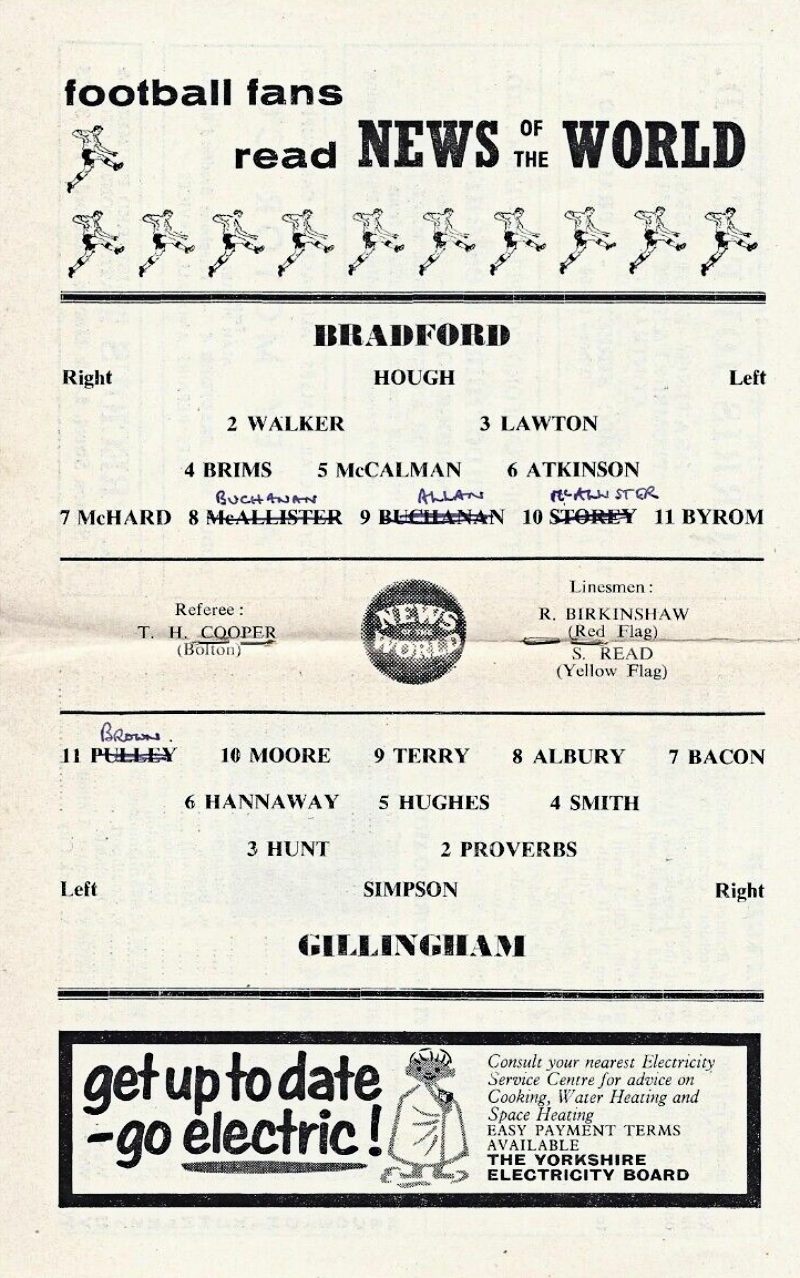 football fans
read NEWS OF THE WORLD
BRADFORD
Right HOUGH Left
2 WALKER 3 LAWTON
4 BRIMS 5 McCALMAN 6 ATKINSON
BUCHANAN ALLAN McALLISTER
7 McHARD 8 McALLISTER 9 BUCHANAN 10 STOREY 11 BYROM
Referee :
T. H. COOPER
(Bolton)
NEWS
OF THE
WORLD
Linesmen :
R. BIRKINSHAW
(Red Flag)
S. READ
(Yellow Flag)
BROWN.
11 PULLEY 10 MOORE 9 TERRY 8 ALBURY 7 BACON
6 HANNAWAY 5 HUGHES 4 SMITH
3 HUNT 2 PROVERBS
Left SIMPSON Right
GILLINGHAM
get up to date
-go electric!
Consult your nearest Electricity
Service Centre for advice on
Cooking, Water Heating and
Space Heating
EASY PAYMENT TERMS
AVAILABLE
THE YORKSHIRE
ELECTRICITY BOARD